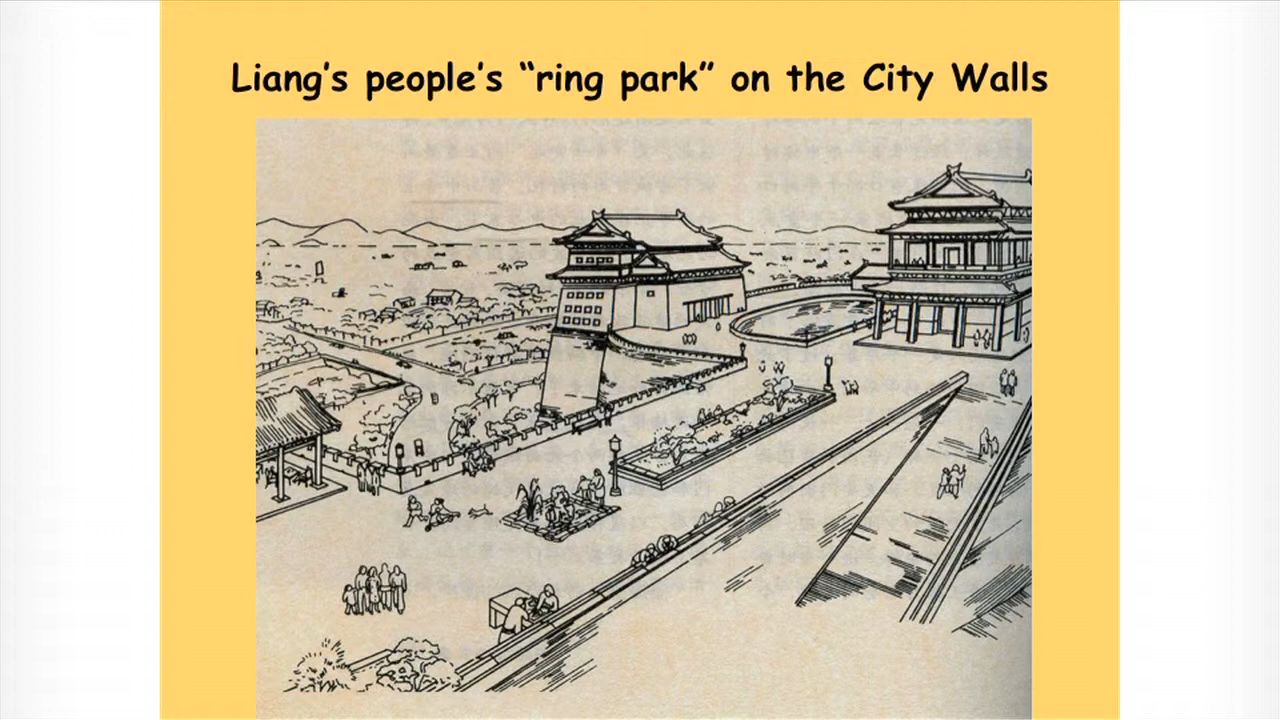 Liang’s people’s “ring park” on the City Walls